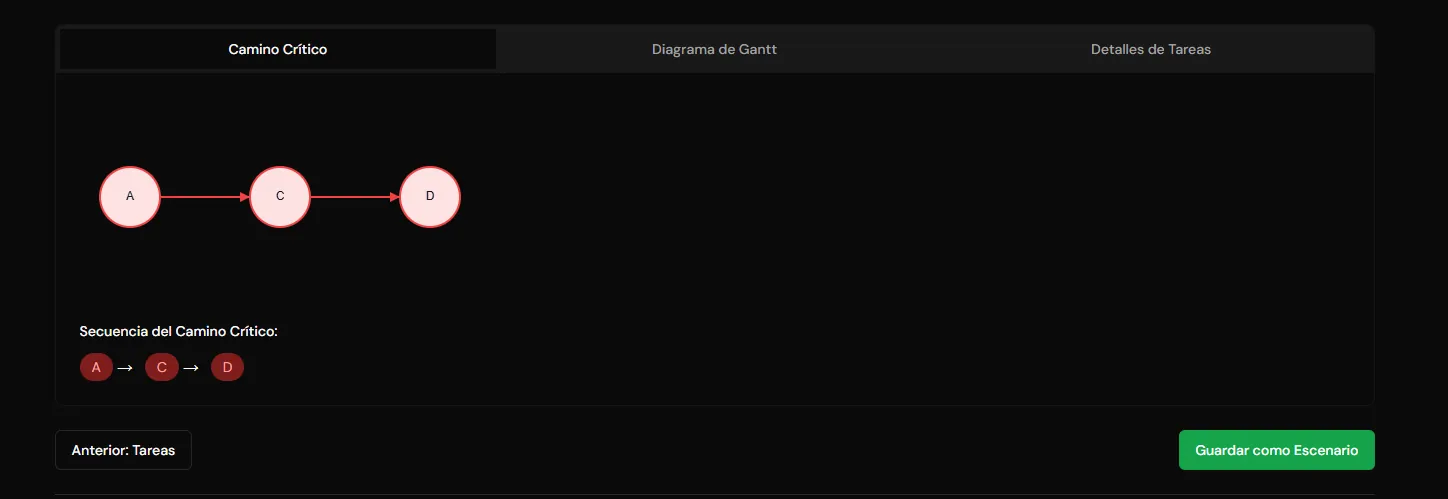 Camino Crítico
Diagrama de Gantt
Detalles de Tareas
A
C
D
Secuencia del Camino Crítico:
A → C → D
Anterior: Tareas
Guardar como Escenario